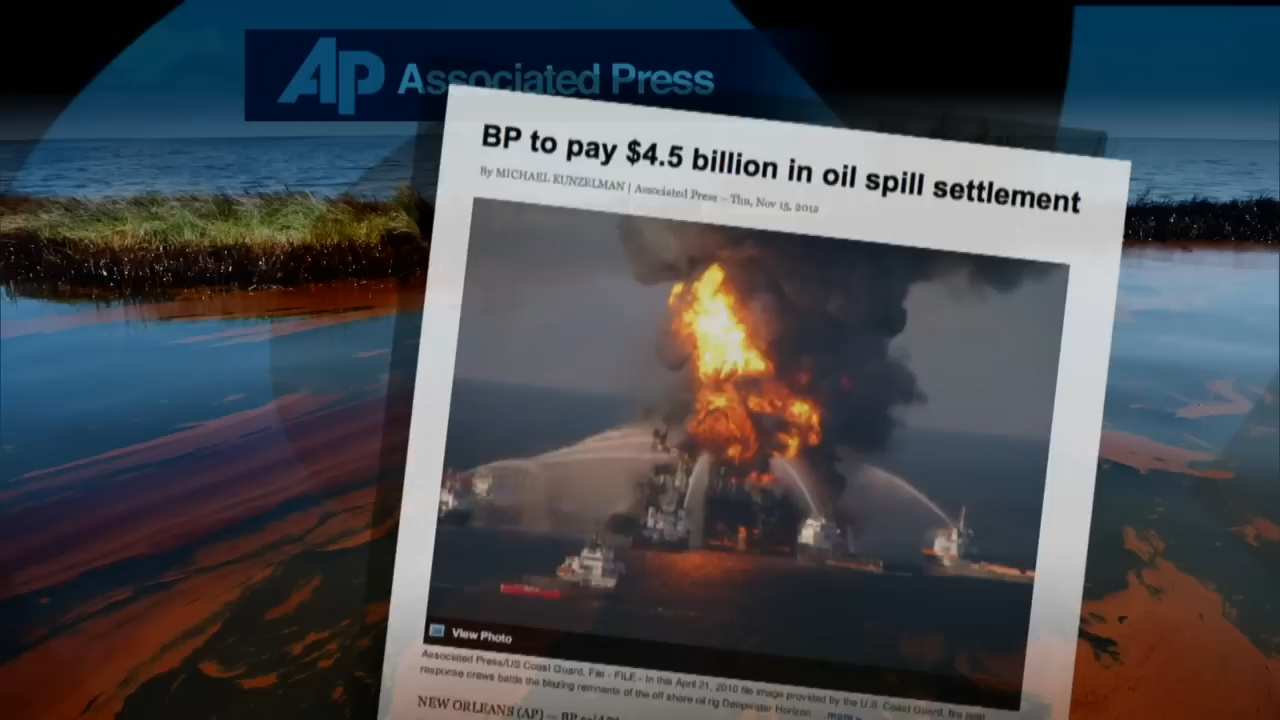 AP Associated Press
BP to pay $4.5 billion in oil spill settlement
By MICHAEL KUNZELMAN | Associated Press – Thu, Nov 15, 2012
View Photo
Associated Press/US Coast Guard, File - FILE - In this April 21, 2010 file image provided by the U.S. Coast Guard, fire boat
response crews battle the blazing remnants of the off shore oil rig Deepwater Horizon. ... more »
NEW ORLEANS (AP) — BP